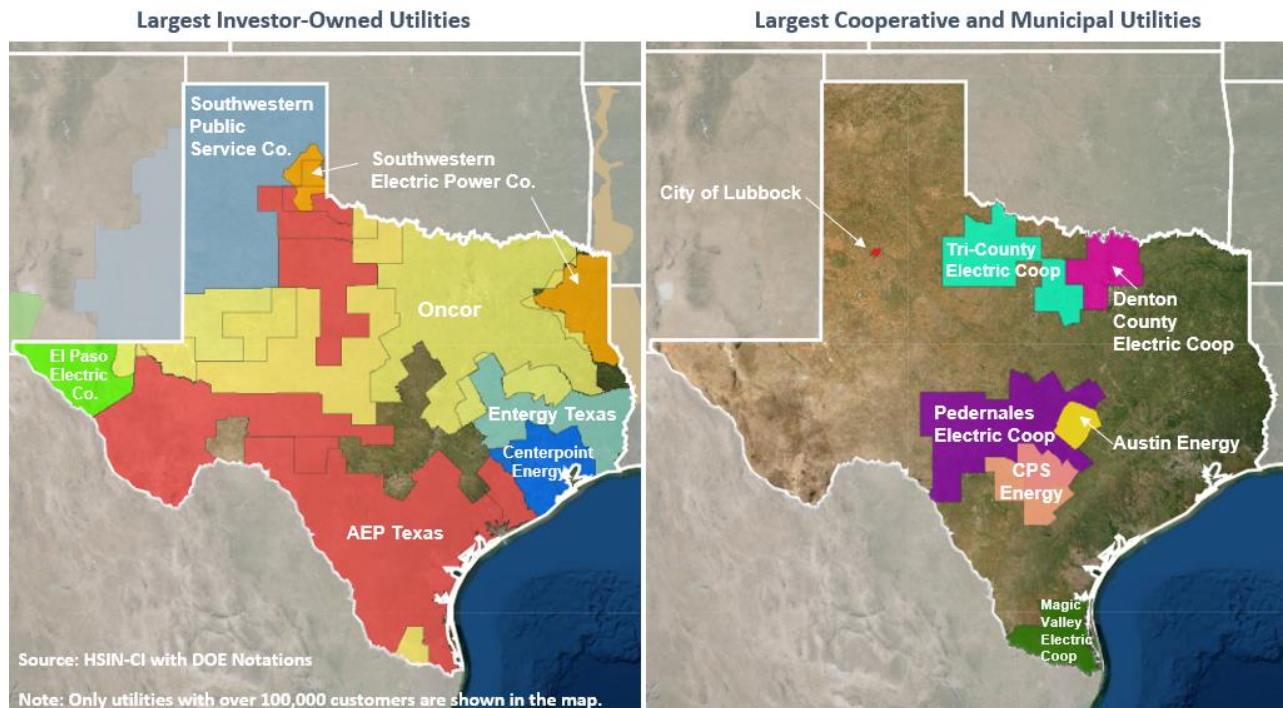 Largest Investor-Owned Utilities
Southwestern
Public
Service Co.
Southwestern
Electric Power Co.
Oncor
El Paso
Electric
Co.
Entergy Texas
Centerpoint
Energy
AEP Texas
Source: HSIN-CI with DOE Notations
Note: Only utilities with over 100,000 customers are shown in the map.
Largest Cooperative and Municipal Utilities
City of Lubbock
Tri-County
Electric Coop
Denton
County
Electric Coop
Pedernales
Electric Coop
Austin Energy
CPS
Energy
Magic
Valley
Electric
Coop